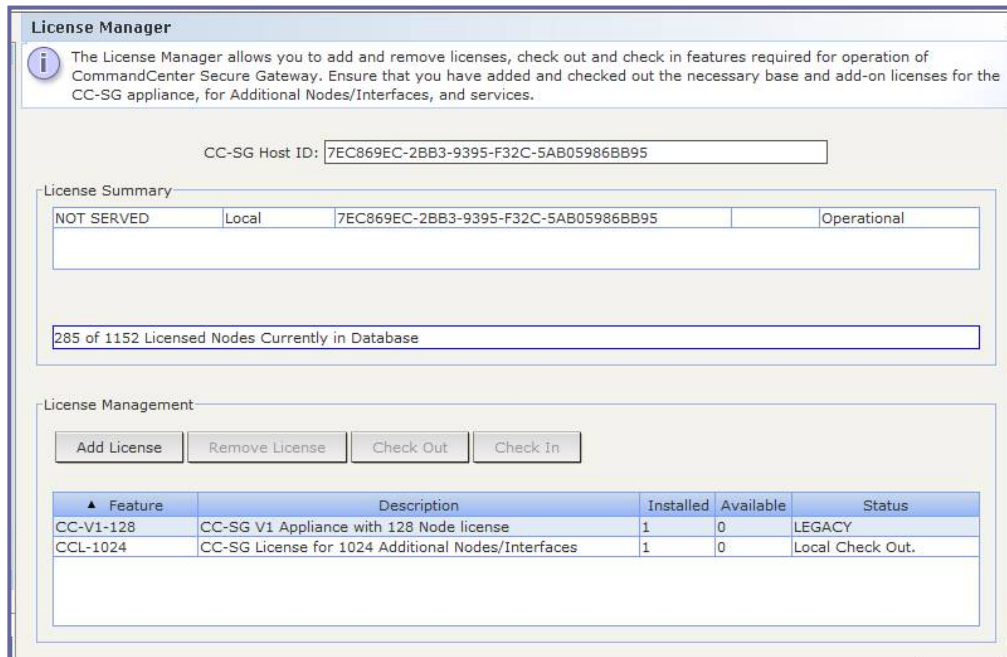 License Manager
The License Manager allows you to add and remove licenses, check out and check in features required for operation of
CommandCenter Secure Gateway. Ensure that you have added and checked out the necessary base and add-on licenses for the
CC-SG appliance, for Additional Nodes/Interfaces, and services.
CC-SG Host ID: 7EC869EC-2BB3-9395-F32C-5AB05986BB95
License Summary
NOT SERVED Local 7EC869EC-2BB3-9395-F32C-5AB05986BB95 Operational
285 of 1152 Licensed Nodes Currently in Database
License Management
Add License Remove License Check Out Check In
▲ Feature Description Installed Available Status
CC-V1-128 CC-SG V1 Appliance with 128 Node license 1 0 LEGACY
CCL-1024 CC-SG License for 1024 Additional Nodes/Interfaces 1 0 Local Check Out.